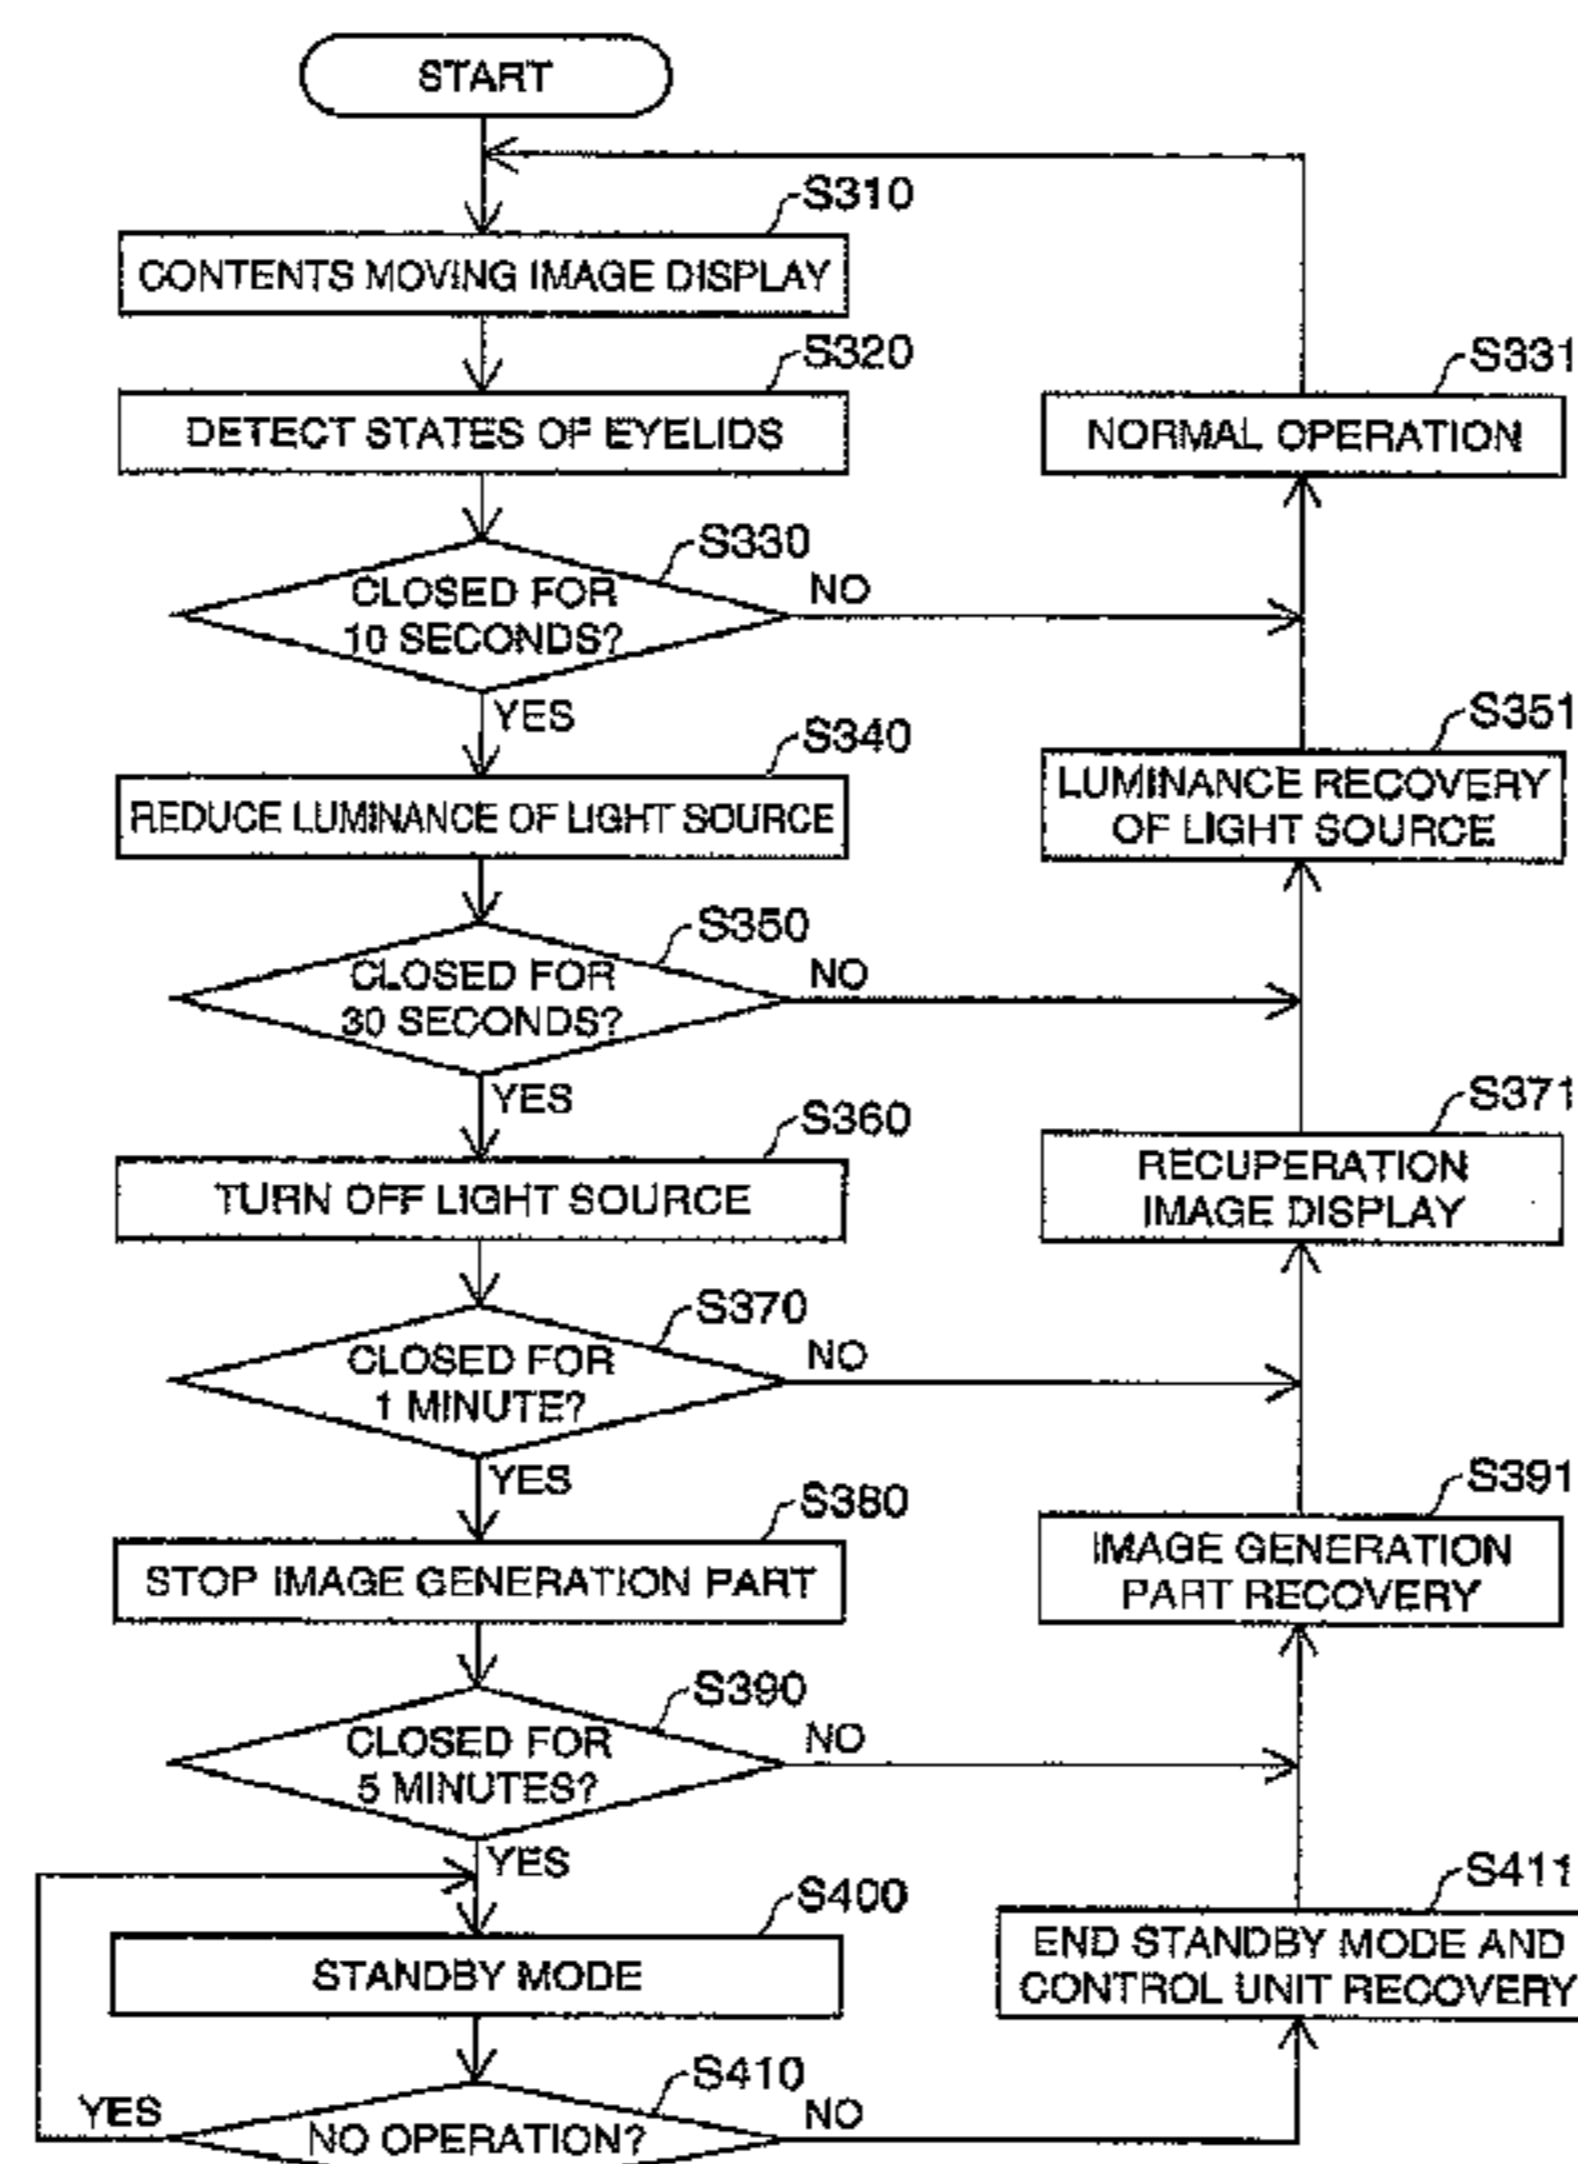 START
S310
CONTENTS MOVING IMAGE DISPLAY
S320
DETECT STATES OF EYELIDS
S331
NORMAL OPERATION
S330
CLOSED FOR
10 SECONDS?
NO
YES
S340
REDUCE LUMINANCE OF LIGHT SOURCE
S351
LUMINANCE RECOVERY
OF LIGHT SOURCE
S350
CLOSED FOR
30 SECONDS?
NO
YES
S360
TURN OFF LIGHT SOURCE
S371
RECUPERATION
IMAGE DISPLAY
S370
CLOSED FOR
1 MINUTE?
NO
YES
S380
STOP IMAGE GENERATION PART
S391
IMAGE GENERATION
PART RECOVERY
S390
CLOSED FOR
5 MINUTES?
NO
YES
S400
STANDBY MODE
S411
END STANDBY MODE AND
CONTROL UNIT RECOVERY
S410
NO OPERATION?
YES
NO